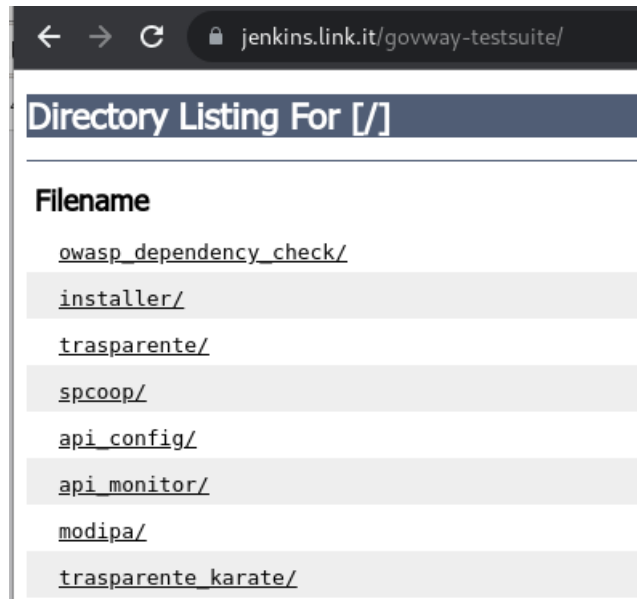 jenkins.link.it/govway-testsuite/
Directory Listing For [/]
Filename
owasp_dependency_check/
installer/
trasparente/
spcoop/
api_config/
api_monitor/
modipa/
trasparente_karate/